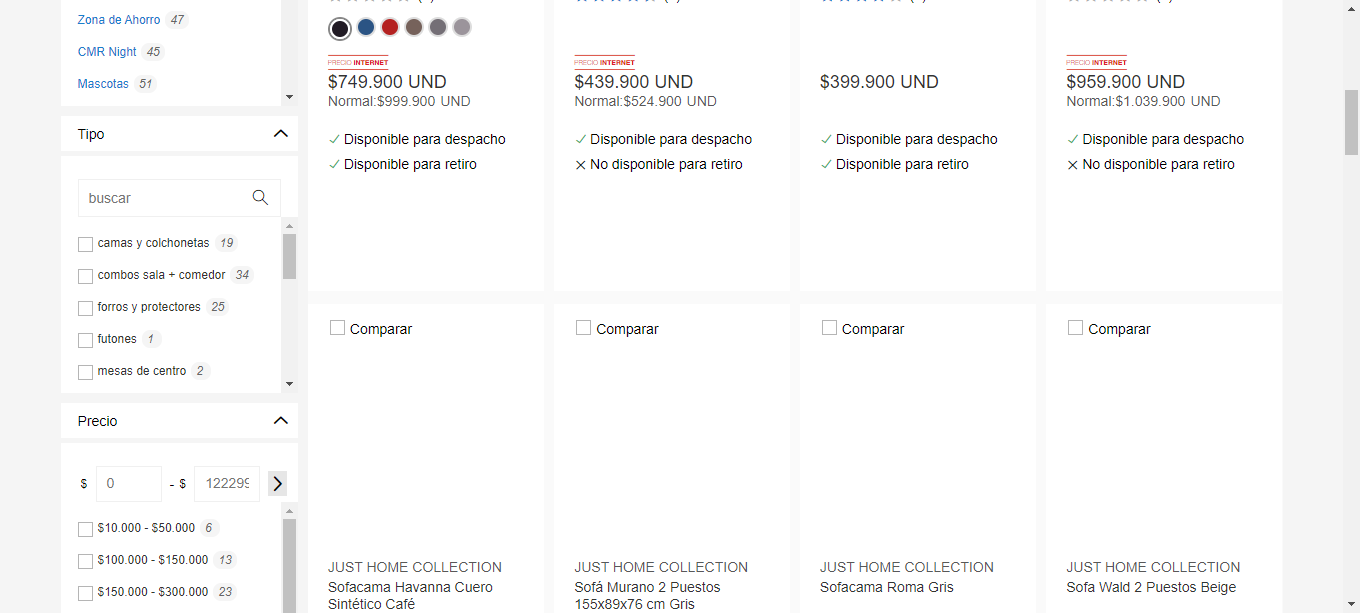 Zona de Ahorro 47
CMR Night 45
Mascotas 51
Tipo
buscar
camas y colchonetas 19
combos sala + comedor 34
forros y protectores 25
futones 1
mesas de centro 2
Precio
$ 0 - $ 122299
$10.000 - $50.000 6
$100.000 - $150.000 13
$150.000 - $300.000 23
PRECIO INTERNET
$749.900 UND
Normal:$999.900 UND
Disponible para despacho
Disponible para retiro
PRECIO INTERNET
$439.900 UND
Normal:$524.900 UND
Disponible para despacho
No disponible para retiro
$399.900 UND
Disponible para despacho
Disponible para retiro
PRECIO INTERNET
$959.900 UND
Normal:$1.039.900 UND
Disponible para despacho
No disponible para retiro
Comparar
JUST HOME COLLECTION
Sofacama Havanna Cuero
Sintético Café
Comparar
JUST HOME COLLECTION
Sofá Murano 2 Puestos
155x89x76 cm Gris
Comparar
JUST HOME COLLECTION
Sofacama Roma Gris
Comparar
JUST HOME COLLECTION
Sofa Wald 2 Puestos Beige